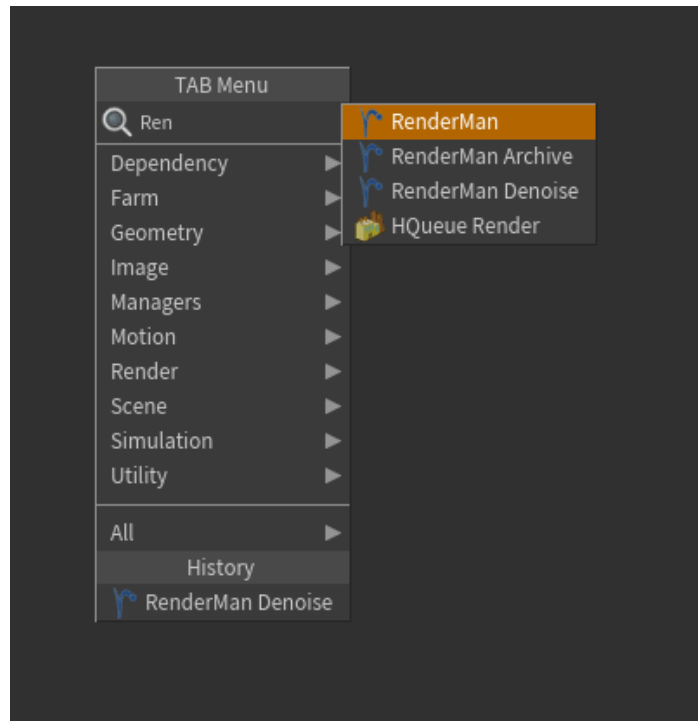 TAB Menu
Ren
Dependency
Farm
Geometry
Image
Managers
Motion
Render
Scene
Simulation
Utility
All
History
RenderMan Denoise
RenderMan
RenderMan Archive
RenderMan Denoise
HQueue Render